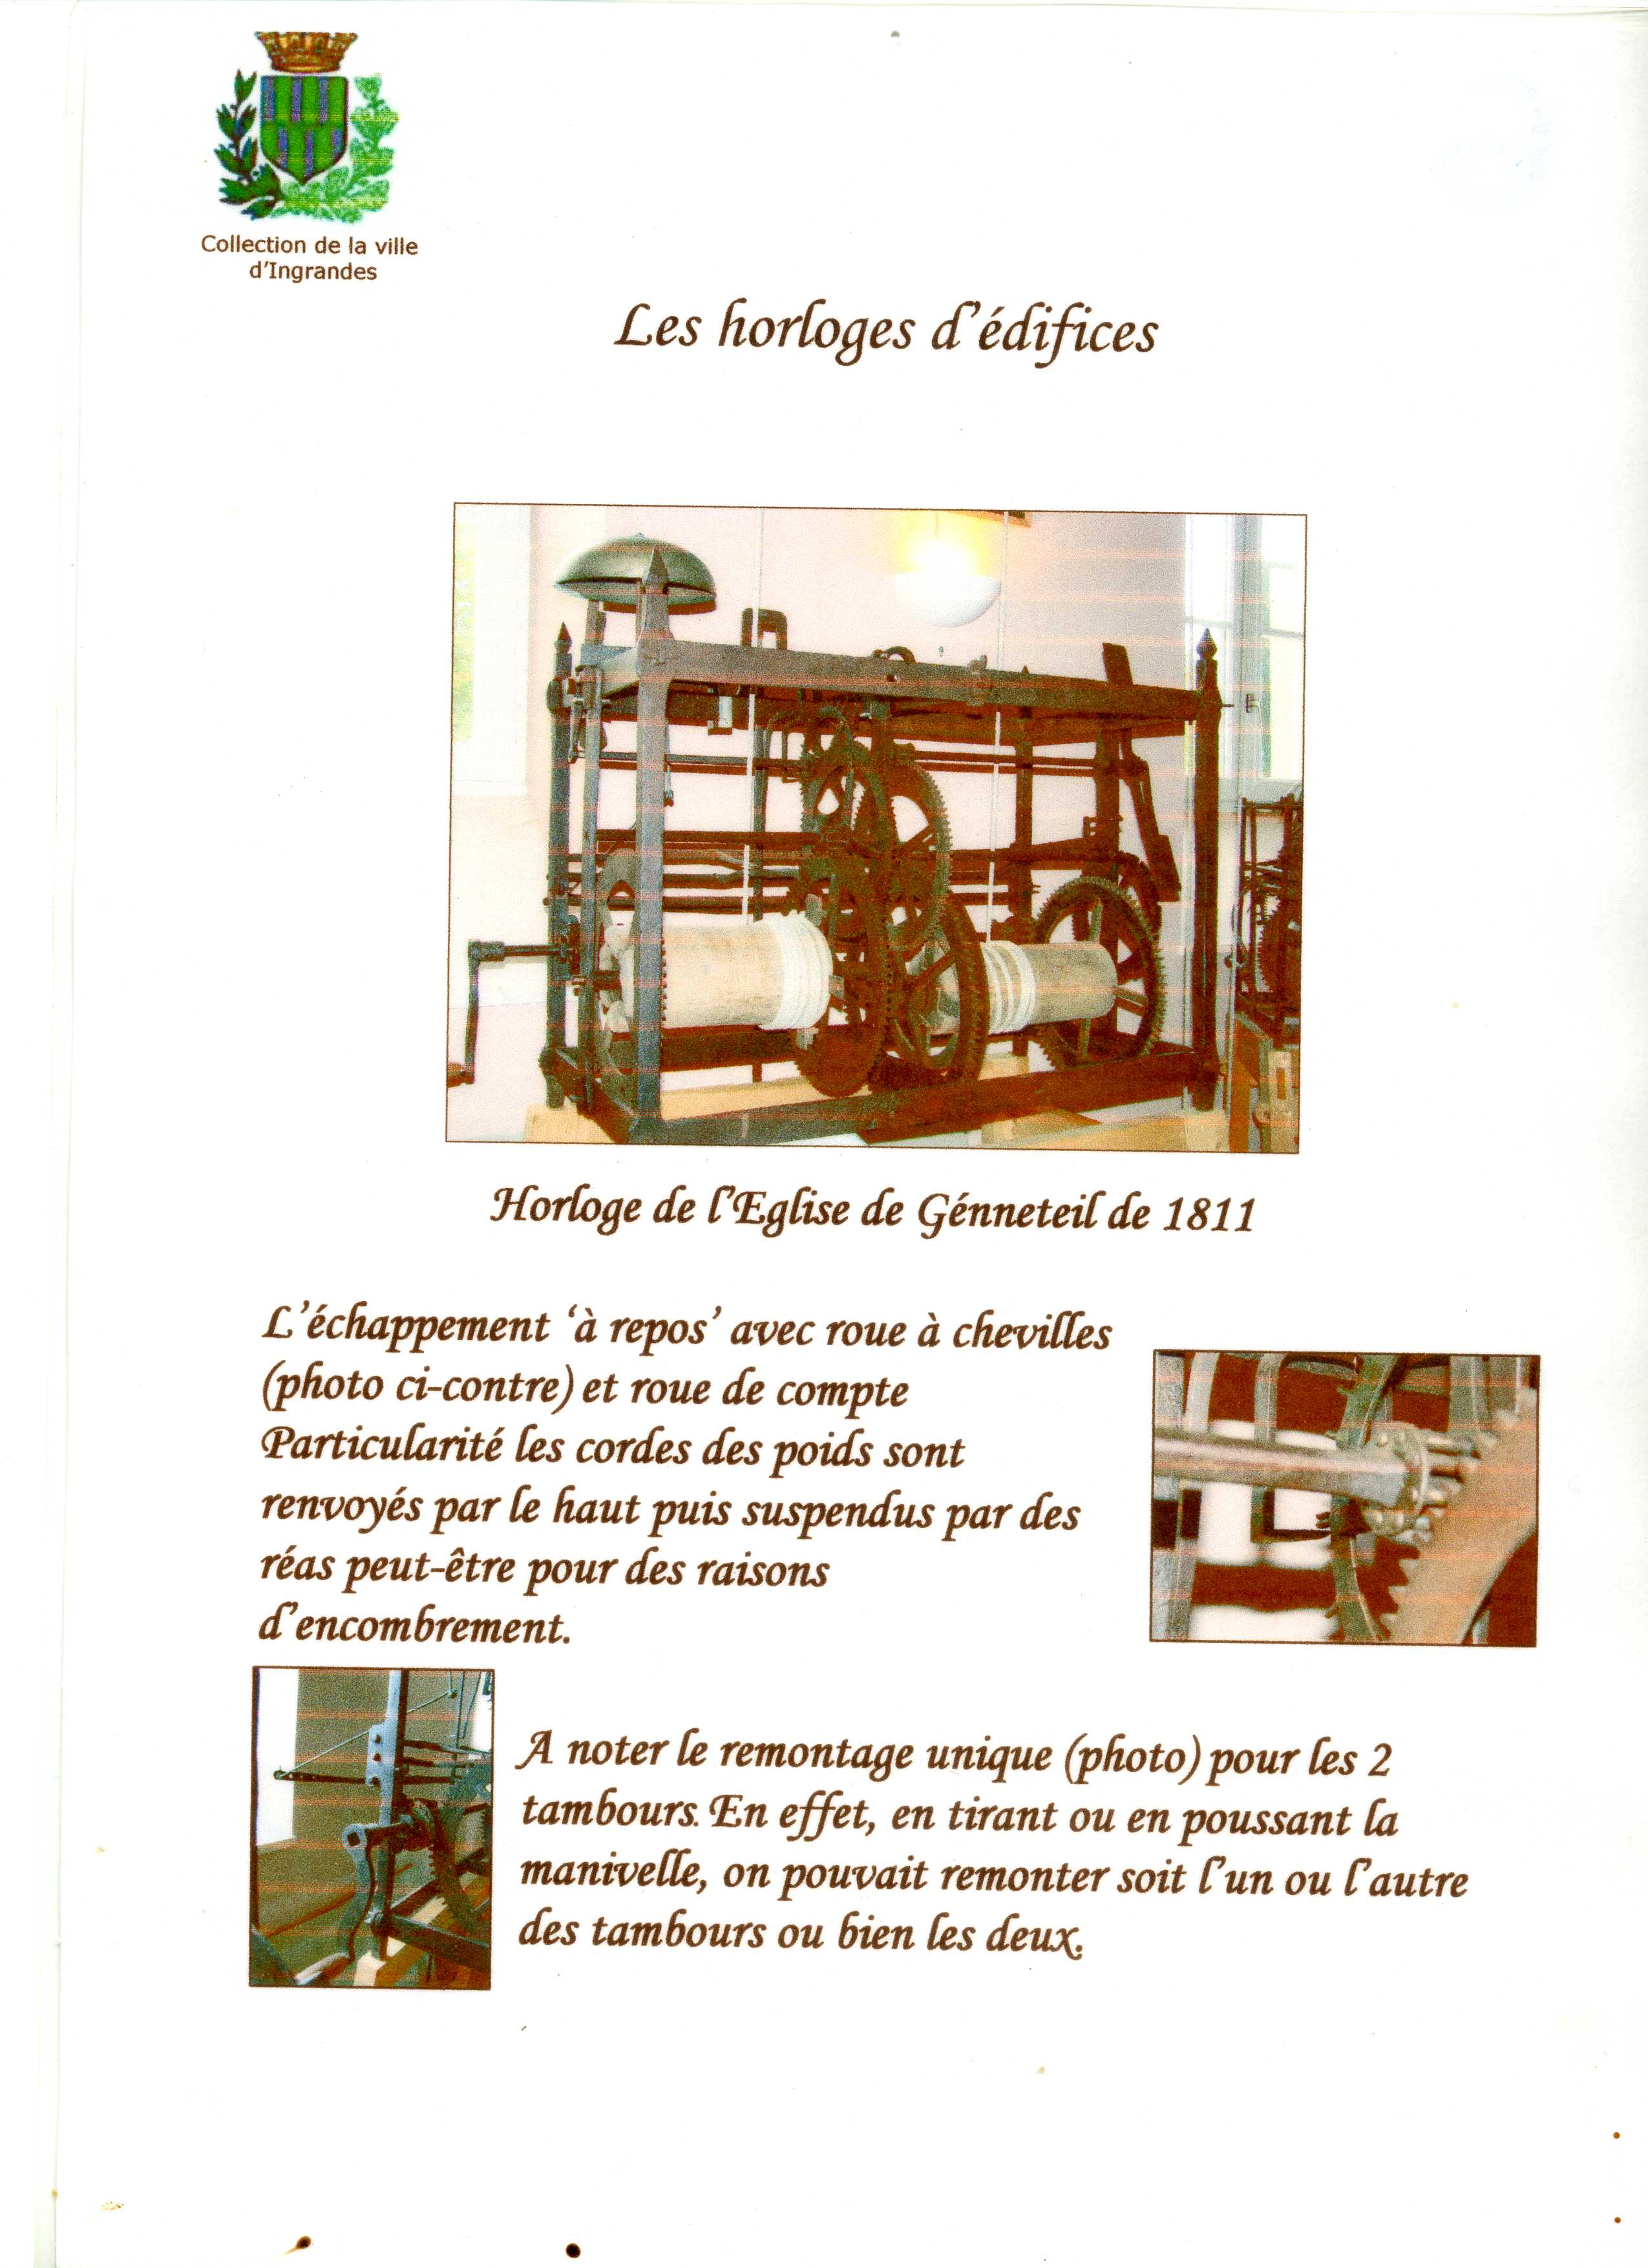 Collection de la ville
d'Ingrandes
Les horloges d'édifices
Horloge de l'Eglise de Génneteil de 1811
L'échappement 'à repos' avec roue à chevilles
(photo ci-contre) et roue de compte
Particularité les cordes des poids sont
renvoyés par le haut puis suspendus par des
réas peut-être pour des raisons
d'encombrement.
A noter le remontage unique (photo) pour les 2
tambours. En effet, en tirant ou en poussant la
manivelle, on pouvait remonter soit l'un ou l'autre
des tambours ou bien les deux.